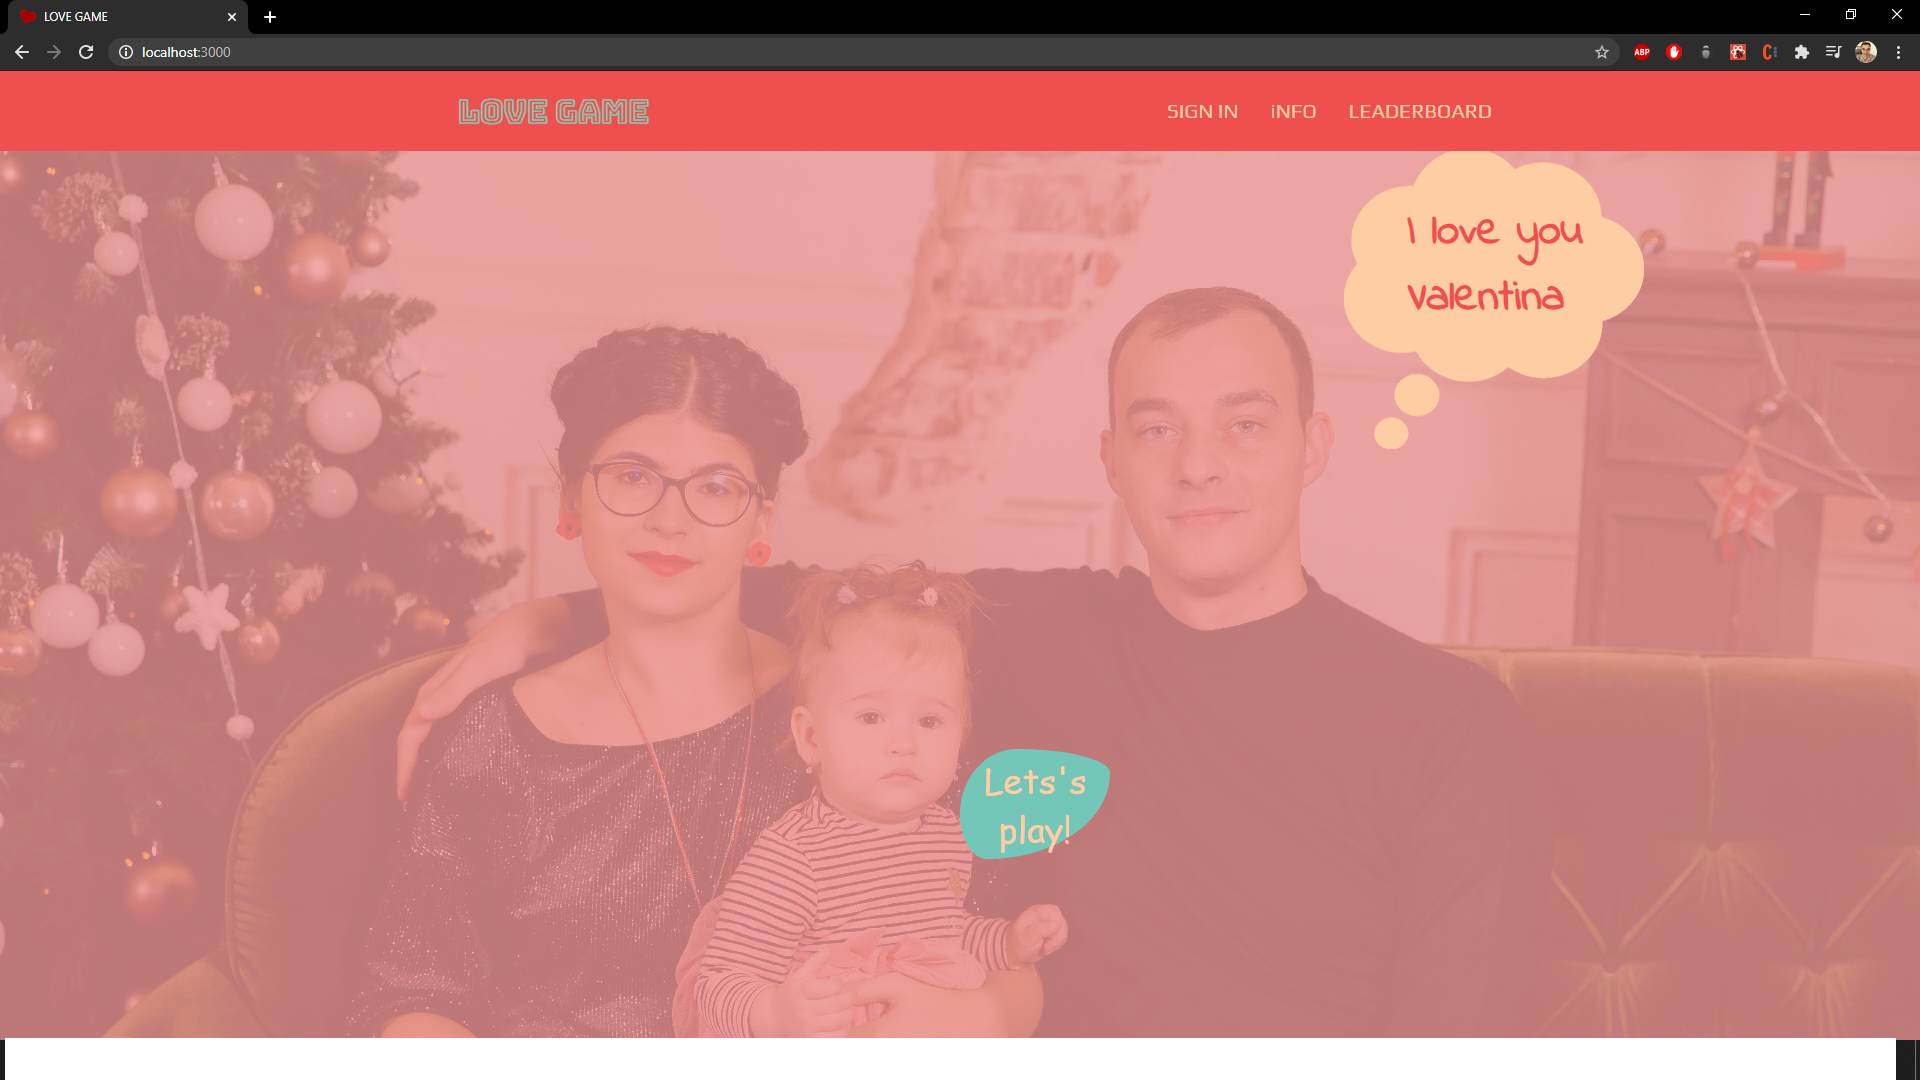 LOVE GAME
localhost:3000
ABP
LOVE GAME
SIGN IN
iNFO
LEADERBOARD
I love you
Valentina
Lets's
play!